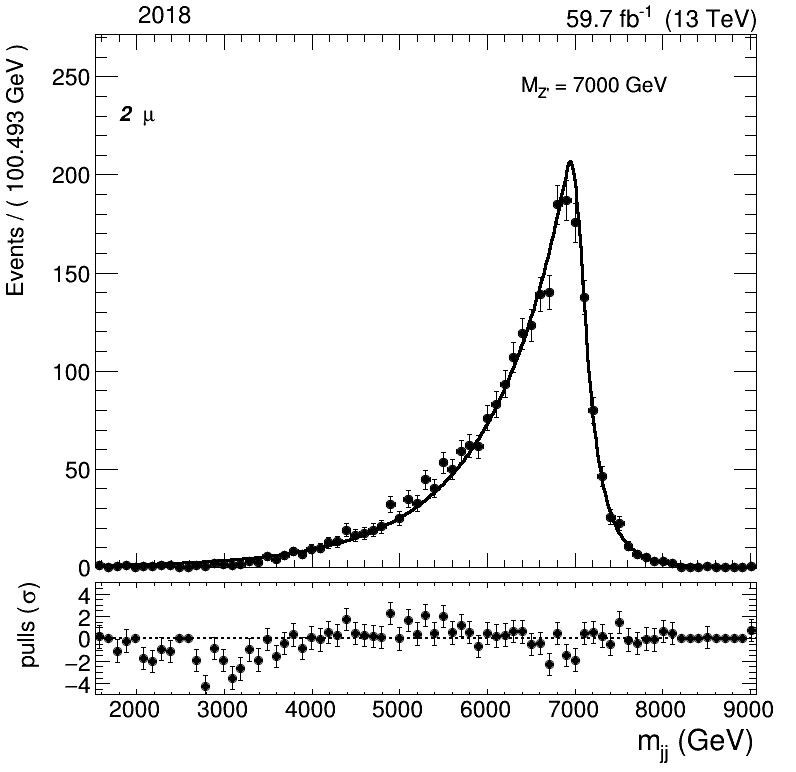 2018 59.7 fb-1 (13 TeV)
Events / ( 100.493 GeV )
250
200
150
100
50
0
MZ' = 7000 GeV
2 μ
pulls (σ)
4
2
0
−2
−4
2000 3000 4000 5000 6000 7000 8000 9000
mjj (GeV)